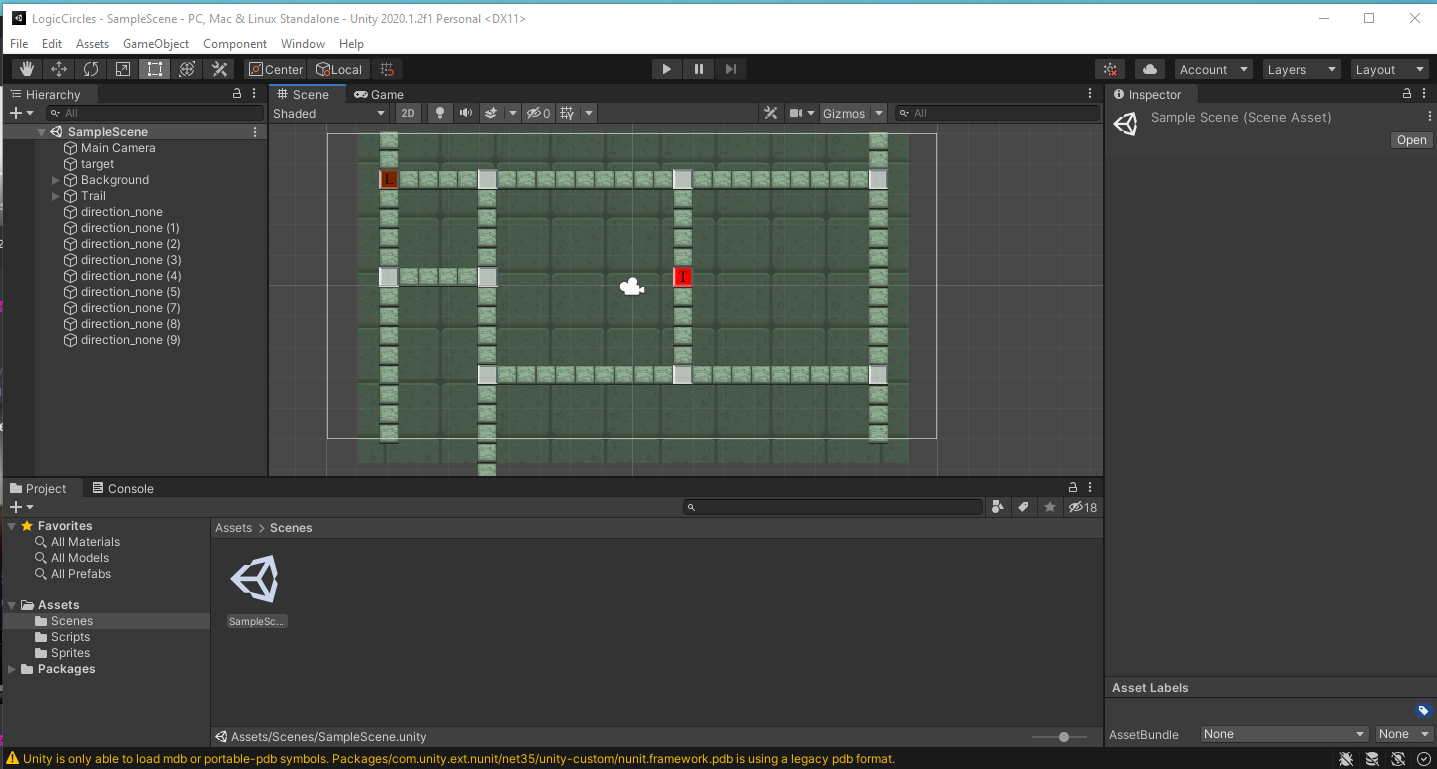 LogicCircles - SampleScene - PC, Mac & Linux Standalone - Unity 2020.1.2f1 Personal <DX11>
File Edit Assets GameObject Component Window Help
Center Local Account Layers Layout
Hierarchy
All
SampleScene
Main Camera
target
Background
Trail
direction_none
direction_none (1)
direction_none (2)
direction_none (3)
direction_none (4)
direction_none (5)
direction_none (7)
direction_none (8)
direction_none (9)
Scene Game
Shaded 2D 0 Gizmos All
L
T
Inspector
Sample Scene (Scene Asset)
Open
Project Console
18
Favorites
All Materials
All Models
All Prefabs
Assets
Scenes
Scripts
Sprites
Packages
Assets > Scenes
SampleSc...
Assets/Scenes/SampleScene.unity
Asset Labels
AssetBundle None None
Unity is only able to load mdb or portable-pdb symbols. Packages/com.unity.ext.nunit/net35/unity-custom/nunit.framework.pdb is using a legacy pdb format.